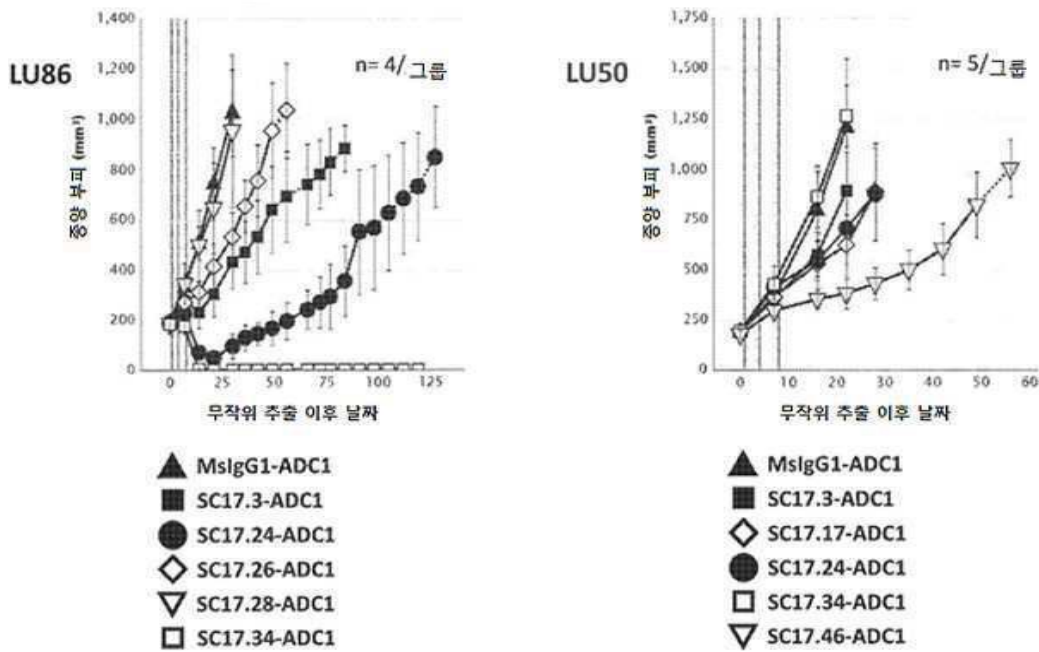 LU86
n= 4/그룹
종양 부피 (mm³)
1,400
1,200
1,000
800
600
400
200
0
0 25 50 75 100 125
무작위 추출 이후 날짜
MsIgG1-ADC1
SC17.3-ADC1
SC17.24-ADC1
SC17.26-ADC1
SC17.28-ADC1
SC17.34-ADC1
LU50
n= 5/그룹
종양 부피 (mm³)
1,750
1,500
1,250
1,000
750
500
250
0
0 10 20 30 40 50 60
무작위 추출 이후 날짜
MsIgG1-ADC1
SC17.3-ADC1
SC17.17-ADC1
SC17.24-ADC1
SC17.34-ADC1
SC17.46-ADC1